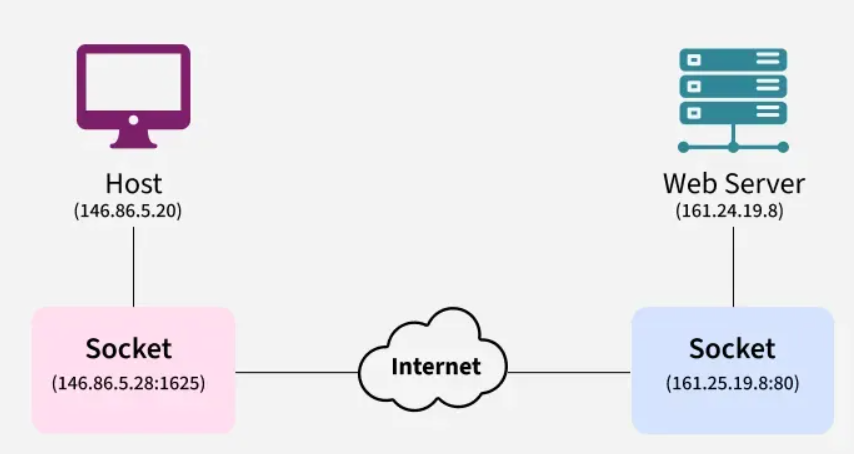 Host
(146.86.5.20)
Web Server
(161.24.19.8)
Socket
(146.86.5.28:1625)
Internet
Socket
(161.25.19.8:80)